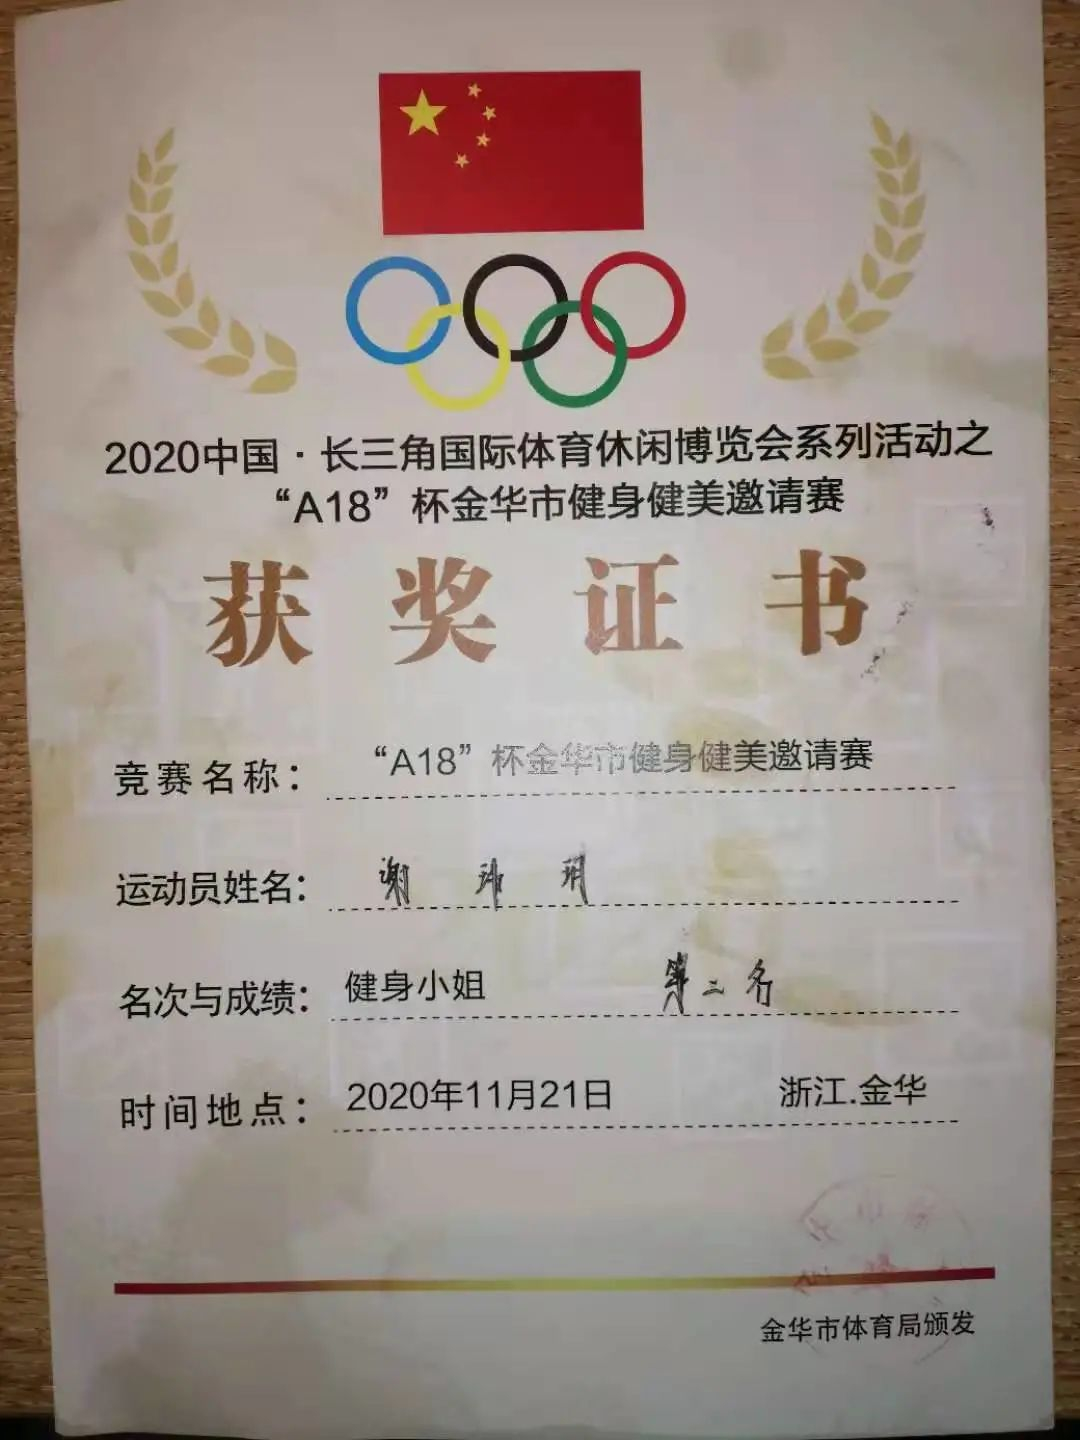 2020中国·长三角国际体育休闲博览会系列活动之
“A18”杯金华市健身健美邀请赛
获奖证书
竞赛名称： “A18”杯金华市健身健美邀请赛
运动员姓名： 谢 玥
名次与成绩： 健身小姐 第三名
时间地点： 2020年11月21日 浙江.金华
金华市体育局颁发